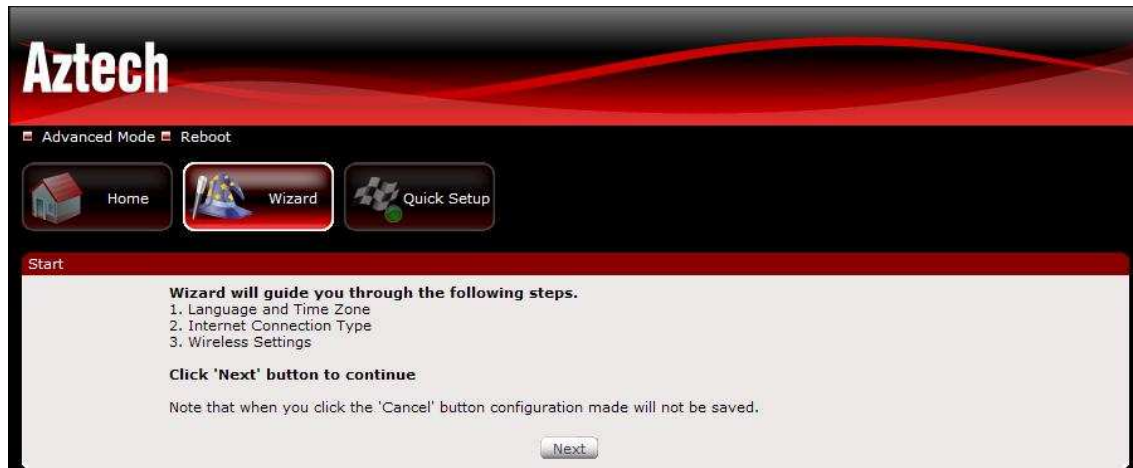 Aztech
Advanced Mode Reboot
Home Wizard Quick Setup
Start
Wizard will guide you through the following steps.
1. Language and Time Zone
2. Internet Connection Type
3. Wireless Settings
Click 'Next' button to continue
Note that when you click the 'Cancel' button configuration made will not be saved.
Next